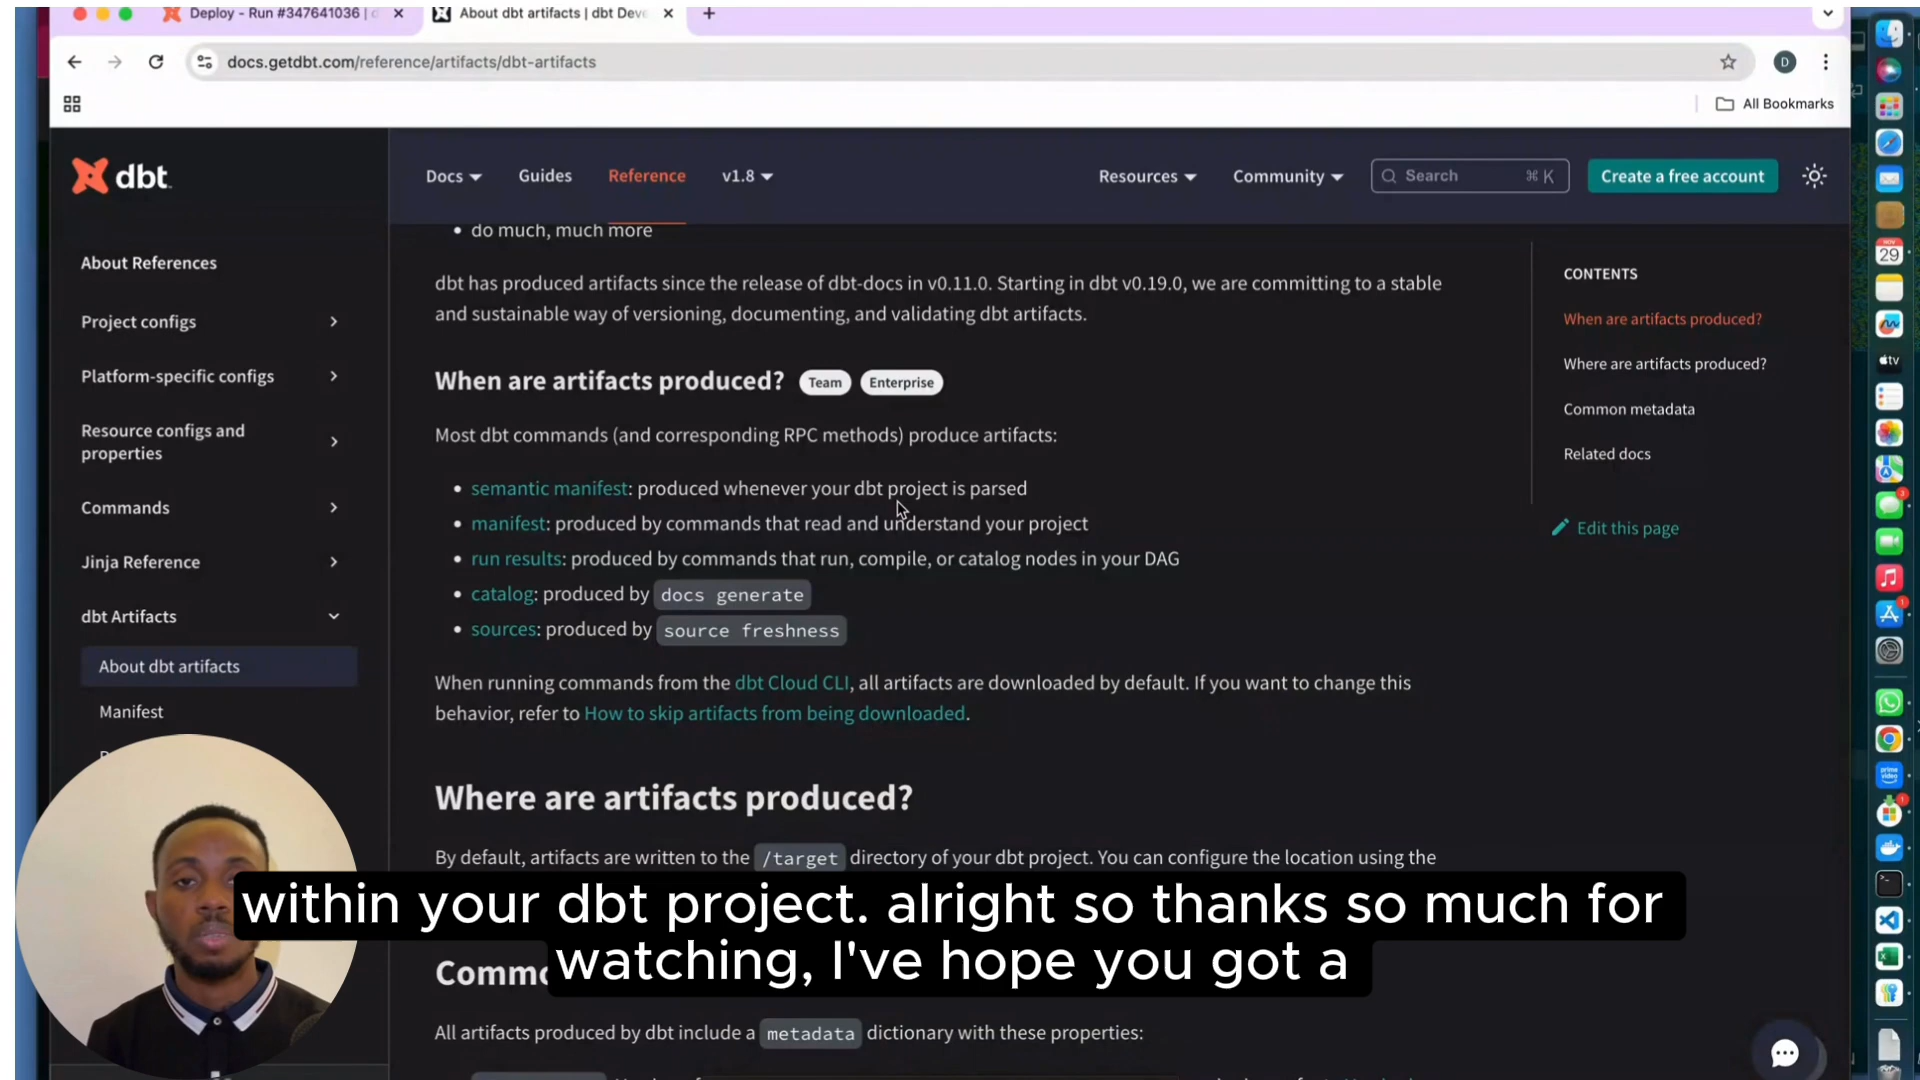 Deploy - Run #347641036 | d
About dbt artifacts | dbt Deve
docs.getdbt.com/reference/artifacts/dbt-artifacts
D
All Bookmarks
dbt
Docs
Guides
Reference
v1.8
Resources
Community
Search
⌘ K
Create a free account
About References
Project configs
Platform-specific configs
Resource configs and
properties
Commands
Jinja Reference
dbt Artifacts
About dbt artifacts
Manifest
• do much, much more
dbt has produced artifacts since the release of dbt-docs in v0.11.0. Starting in dbt v0.19.0, we are committing to a stable
and sustainable way of versioning, documenting, and validating dbt artifacts.
When are artifacts produced? Team Enterprise
Most dbt commands (and corresponding RPC methods) produce artifacts:
• semantic manifest: produced whenever your dbt project is parsed
• manifest: produced by commands that read and understand your project
• run results: produced by commands that run, compile, or catalog nodes in your DAG
• catalog: produced by docs generate
• sources: produced by source freshness
When running commands from the dbt Cloud CLI, all artifacts are downloaded by default. If you want to change this
behavior, refer to How to skip artifacts from being downloaded.
Where are artifacts produced?
By default, artifacts are written to the /target directory of your dbt project. You can configure the location using the
within your dbt project. alright so thanks so much for
watching, I've hope you got a
All artifacts produced by dbt include a metadata dictionary with these properties:
CONTENTS
When are artifacts produced?
Where are artifacts produced?
Common metadata
Related docs
Edit this page
NOV
29
tv
prime
video